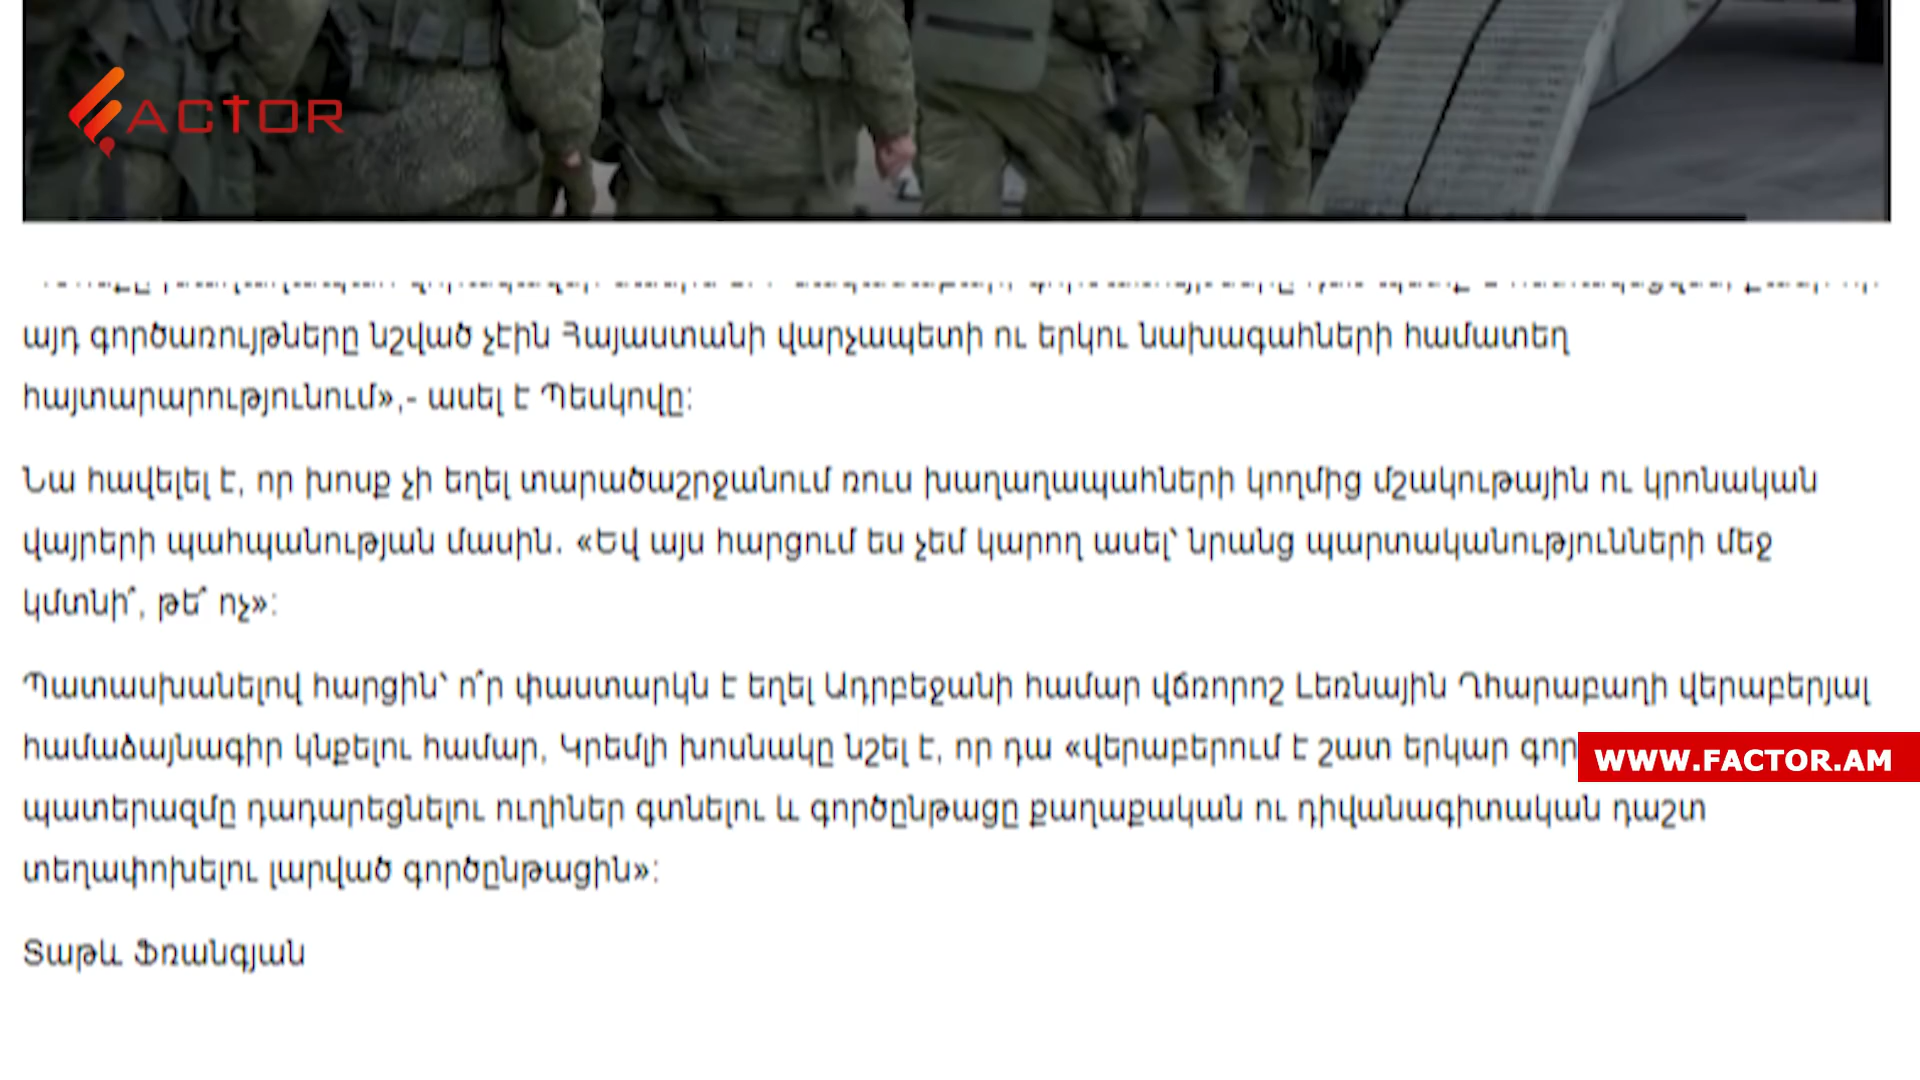 FACTOR
այդ գործառույթները նշված չէին Հայաստանի վարչապետի ու երկու նախագահների համատեղ
հայտարարությունում»,- ասել է Պեսկովը:
Նա հավելել է, որ խոսք չի եղել տարածաշրջանում ռուս խաղաղապահների կողմից մշակութային ու կրոնական
վայրերի պահպանության մասին. «Եվ այս հարցում ես չեմ կարող ասել՝ նրանց պարտականությունների մեջ
կմտնի՞, թե՞ ոչ»:
Պատասխանելով հարցին՝ ո՞ր փաստարկն է եղել Ադրբեջանի համար վճռորոշ Լեռնային Ղհարաբաղի վերաբերյալ
համաձայնագիր կնքելու համար, Կրեմլի խոսնակը նշել է, որ դա «վերաբերում է շատ երկար գոր
WWW.FACTOR.AM
պատերազմը դադարեցնելու ուղիներ գտնելու և գործընթացը քաղաքական ու դիվանագիտական դաշտ
տեղափոխելու լարված գործընթացին»:
Տաթև Ֆռանգյան